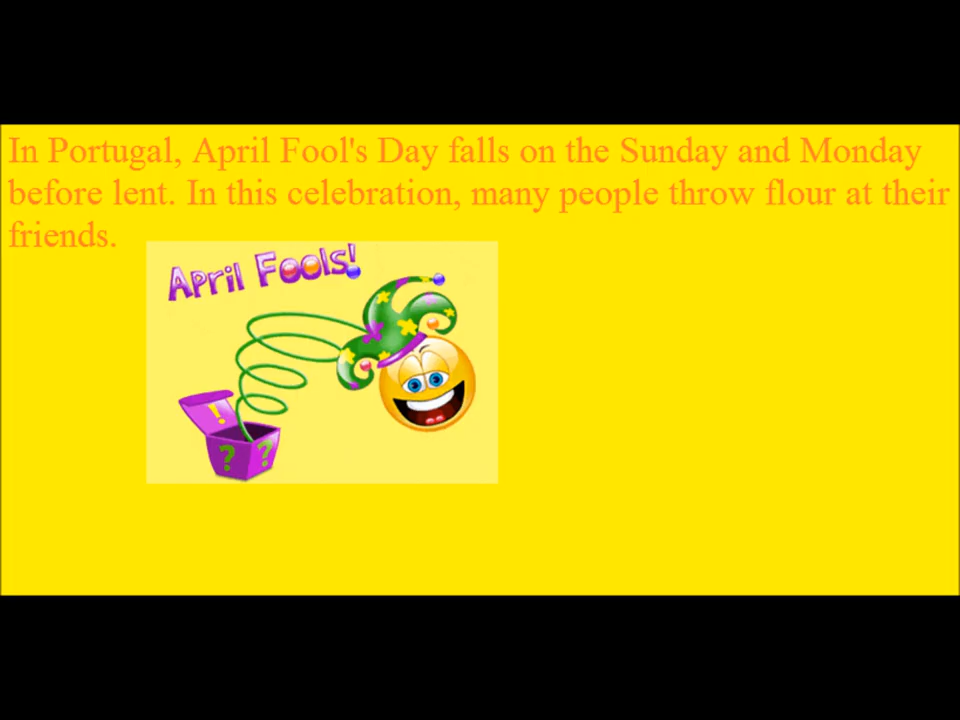 In Portugal, April Fool's Day falls on the Sunday and Monday
before lent. In this celebration, many people throw flour at their
friends.
April Fools!
!
? ?